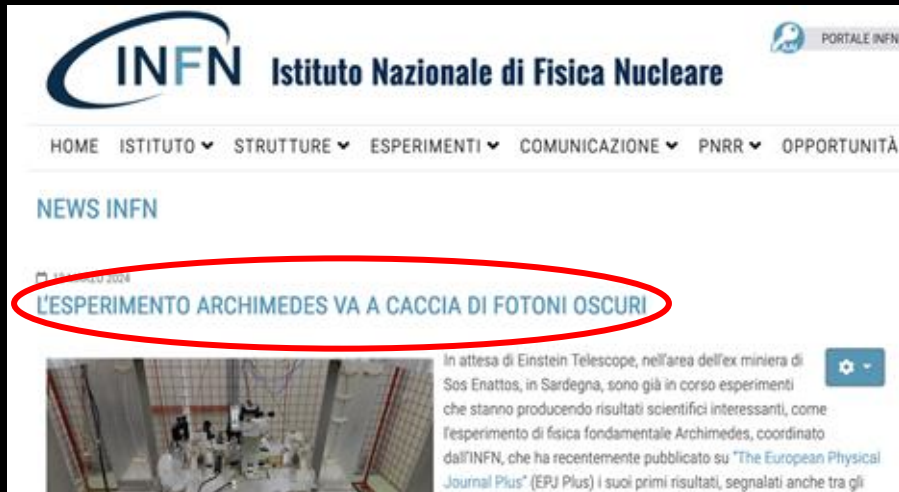 INFN Istituto Nazionale di Fisica Nucleare
PORTALE INFN
HOME ISTITUTO STRUTTURE ESPERIMENTI COMUNICAZIONE PNRR OPPORTUNITÀ
NEWS INFN
2024
L'ESPERIMENTO ARCHIMEDES VA A CACCIA DI FOTONI OSCURI
In attesa di Einstein Telescope, nell'area dell'ex miniera di
Sos Enattos, in Sardegna, sono già in corso esperimenti
che stanno producendo risultati scientifici interessanti, come
l'esperimento di fisica fondamentale Archimedes, coordinato
dall'INFN, che ha recentemente pubblicato su "The European Physical
Journal Plus" (EPJ Plus) i suoi primi risultati, segnalati anche tra gli